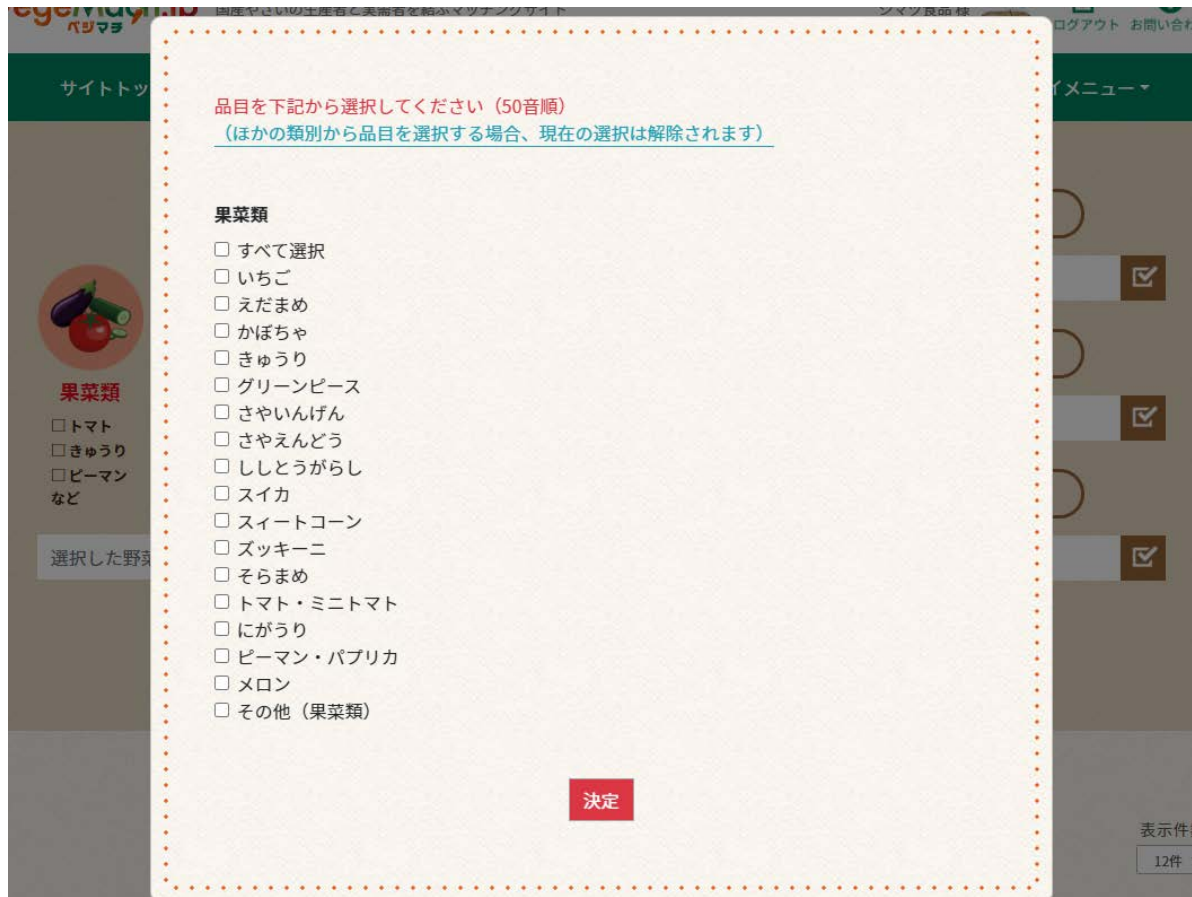 ベジマチ
国産やさいの生産者と実需者を結ぶマッチングサイト
シマヅ食品 様
ログアウト お問い合わ
サイトトッ
イメニュー
品目を下記から選択してください（50音順）
（ほかの類別から品目を選択する場合、現在の選択は解除されます）
果菜類
すべて選択
いちご
えだまめ
かぼちゃ
きゅうり
グリーンピース
さやいんげん
さやえんどう
ししとうがらし
スイカ
スィートコーン
ズッキーニ
そらまめ
トマト・ミニトマト
にがうり
ピーマン・パプリカ
メロン
その他（果菜類）
決定
果菜類
□トマト
□きゅうり
□ピーマン
など
選択した野菜
表示件
12件